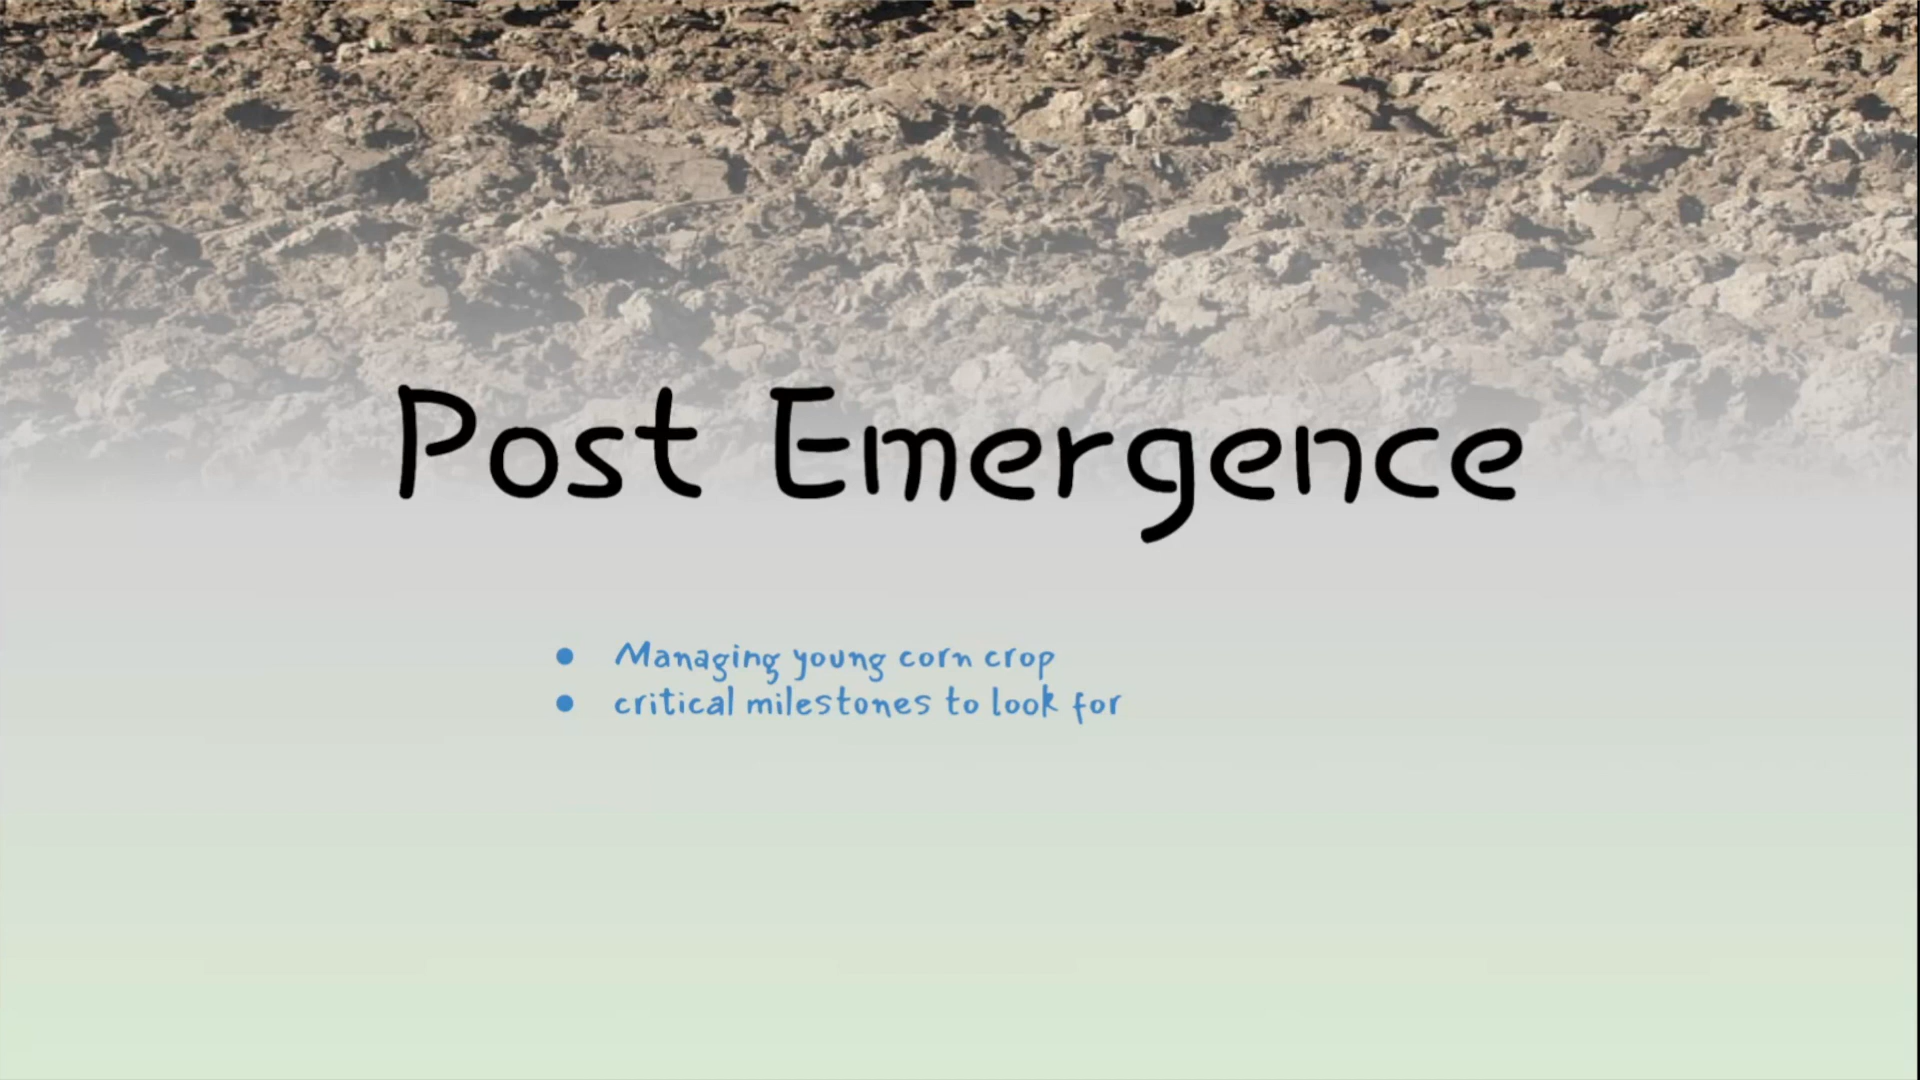 Post Emergence
• Managing young corn crop
• critical milestones to look for